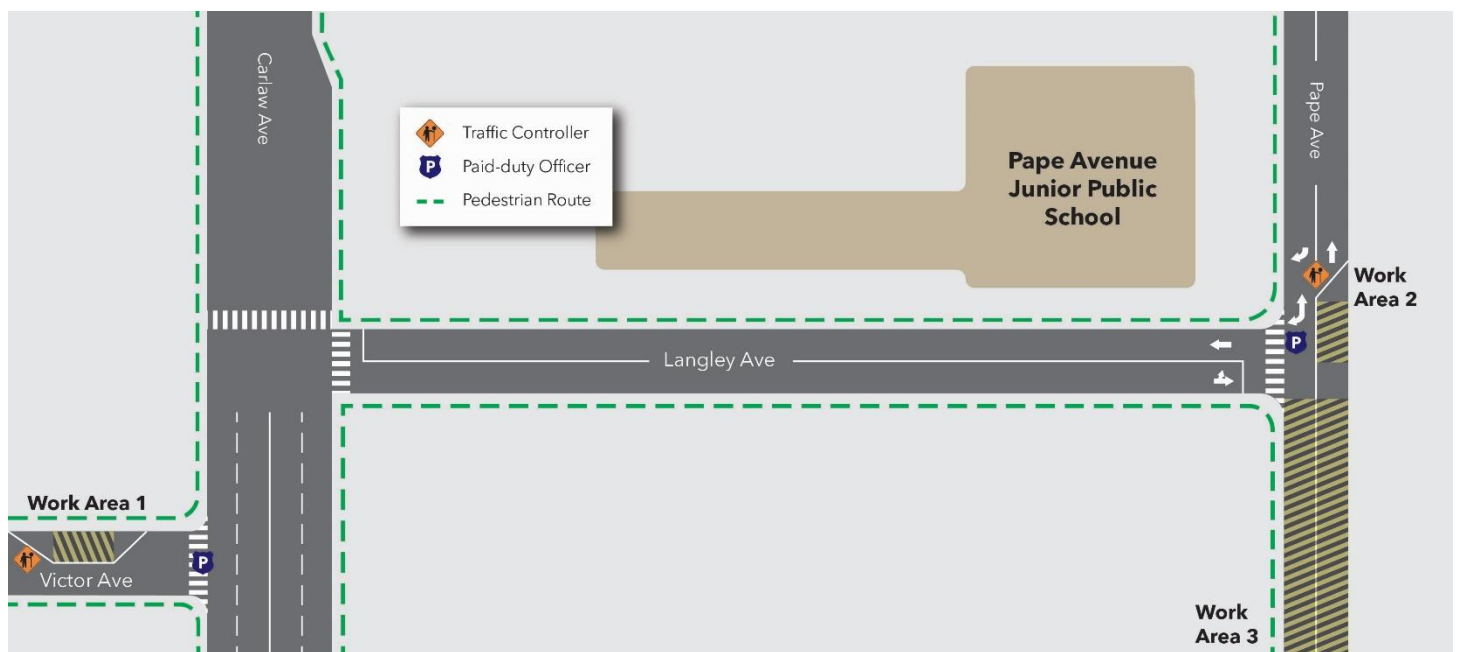 Carlaw Ave
Pape Ave
Traffic Controller
Paid-duty Officer
Pedestrian Route
Pape Avenue
Junior Public
School
Work
Area 2
P
P
Langley Ave
Work Area 1
P
Victor Ave
Work
Area 3